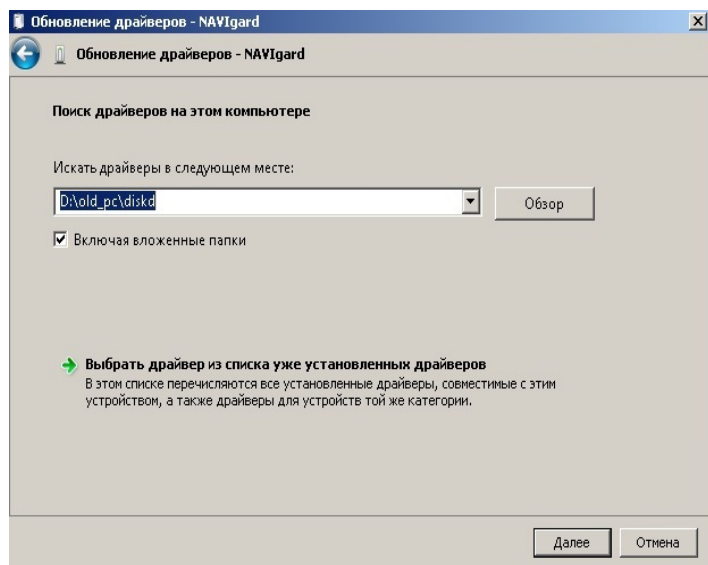 Обновление драйверов - NAVIgard
Обновление драйверов - NAVIgard
Поиск драйверов на этом компьютере
Искать драйверы в следующем месте:
D:\old_pc\diskd
Обзор
Включая вложенные папки
Выбрать драйвер из списка уже установленных драйверов
В этом списке перечисляются все установленные драйверы, совместимые с этим
устройством, а также драйверы для устройств той же категории.
Далее
Отмена